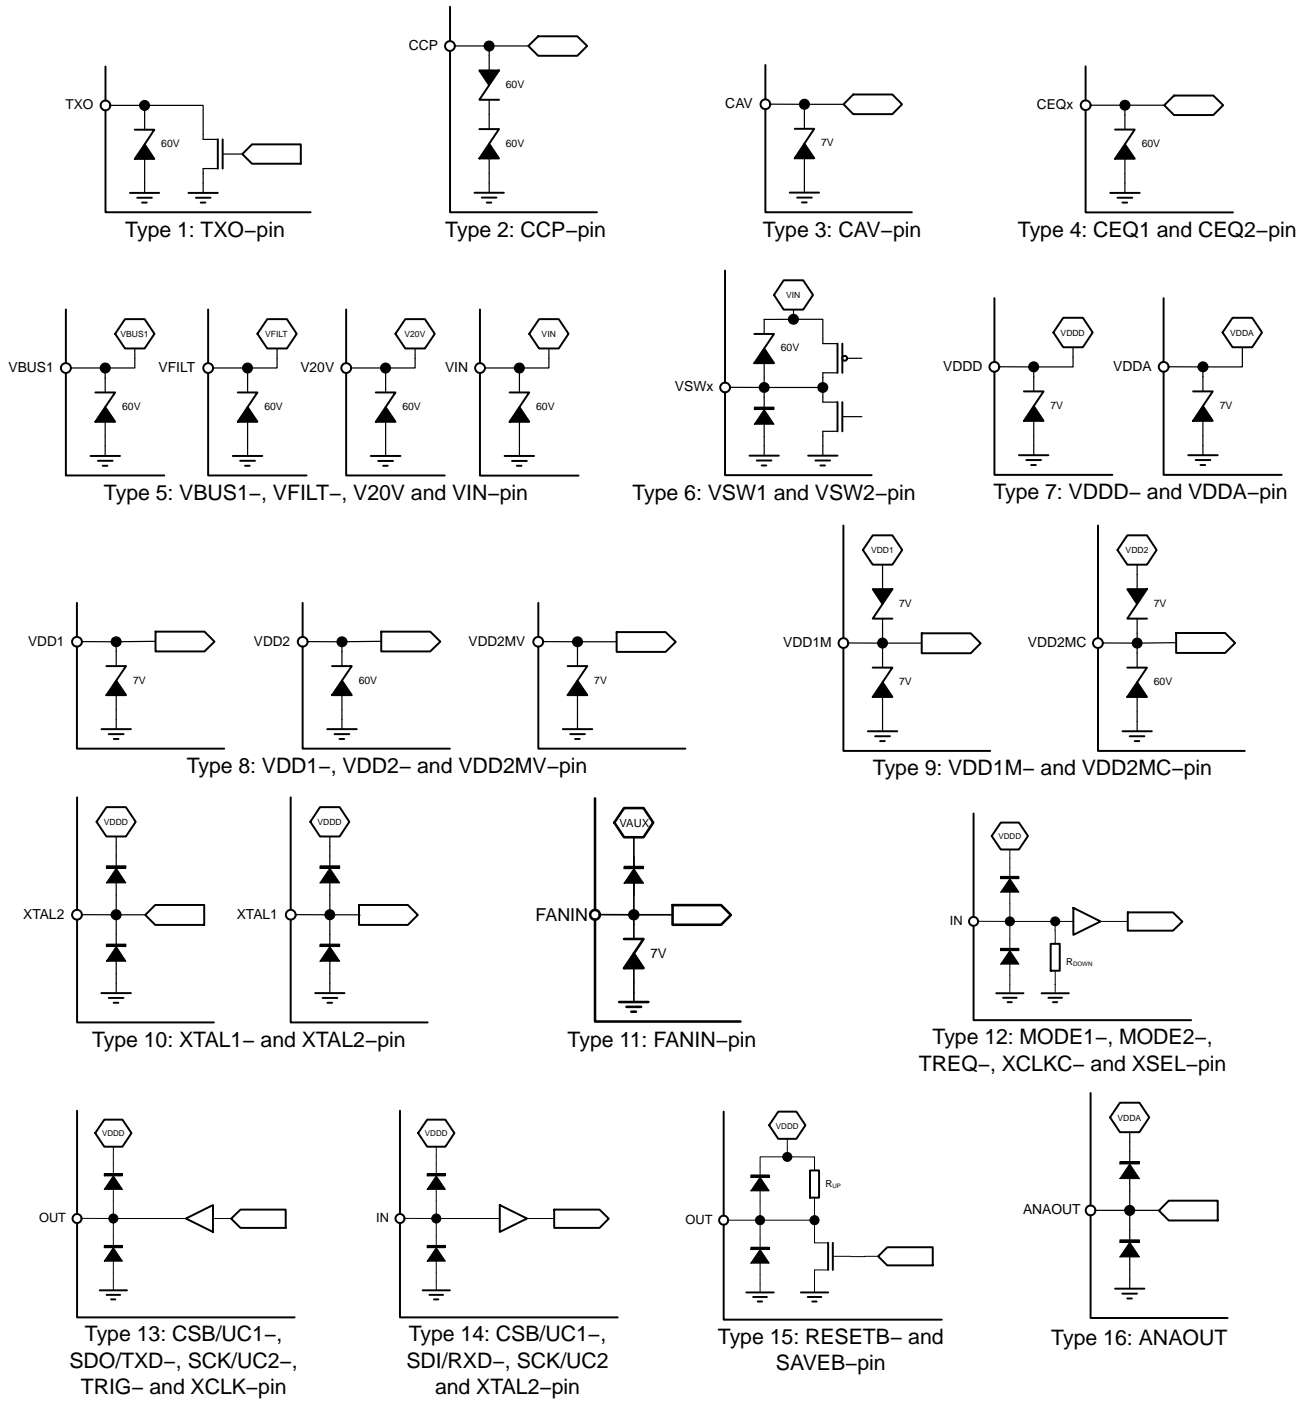 TXO
60V
Type 1: TXO–pin
CCP
60V
60V
Type 2: CCP–pin
CAV
7V
Type 3: CAV–pin
CEQx
60V
Type 4: CEQ1 and CEQ2–pin
VBUS1
VBUS1
60V
VFILT
VFILT
60V
V20V
V20V
60V
VIN
VIN
60V
Type 5: VBUS1–, VFILT–, V20V and VIN–pin
VIN
60V
VSWx
Type 6: VSW1 and VSW2–pin
VDDD
VDDD
7V
VDDA
VDDA
7V
Type 7: VDDD– and VDDA–pin
VDD1
7V
VDD2
60V
VDD2MV
7V
Type 8: VDD1–, VDD2– and VDD2MV–pin
VDD1
7V
VDD1M
7V
VDD2
7V
VDD2MC
60V
Type 9: VDD1M– and VDD2MC–pin
VDDD
XTAL2
VDDD
XTAL1
Type 10: XTAL1– and XTAL2–pin
VAUX
FANIN
7V
Type 11: FANIN–pin
VDDD
IN
RDOWN
Type 12: MODE1–, MODE2–,
TREQ–, XCLKC– and XSEL–pin
VDDD
OUT
Type 13: CSB/UC1–,
SDO/TXD–, SCK/UC2–,
TRIG– and XCLK–pin
VDDD
IN
Type 14: CSB/UC1–,
SDI/RXD–, SCK/UC2
and XTAL2–pin
VDDD
RUP
OUT
Type 15: RESETB– and
SAVEB–pin
VDDA
ANAOUT
Type 16: ANAOUT